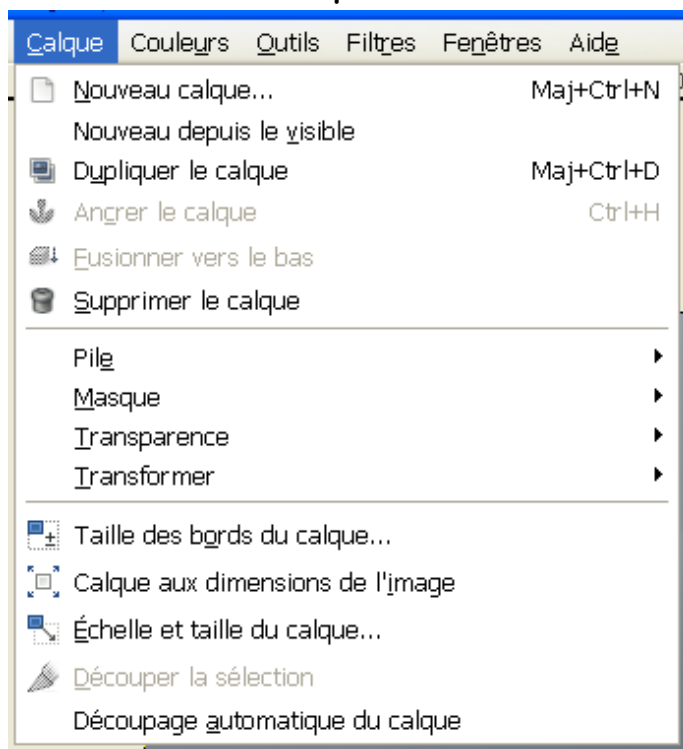 Calque Couleurs Outils Filtres Fenêtres Aide
Nouveau calque... Maj+Ctrl+N
Nouveau depuis le visible
Dupliquer le calque Maj+Ctrl+D
Ancrer le calque Ctrl+H
Fusionner vers le bas
Supprimer le calque
Pile
Masque
Transparence
Transformer
Taille des bords du calque...
Calque aux dimensions de l'image
Échelle et taille du calque...
Découper la sélection
Découpage automatique du calque